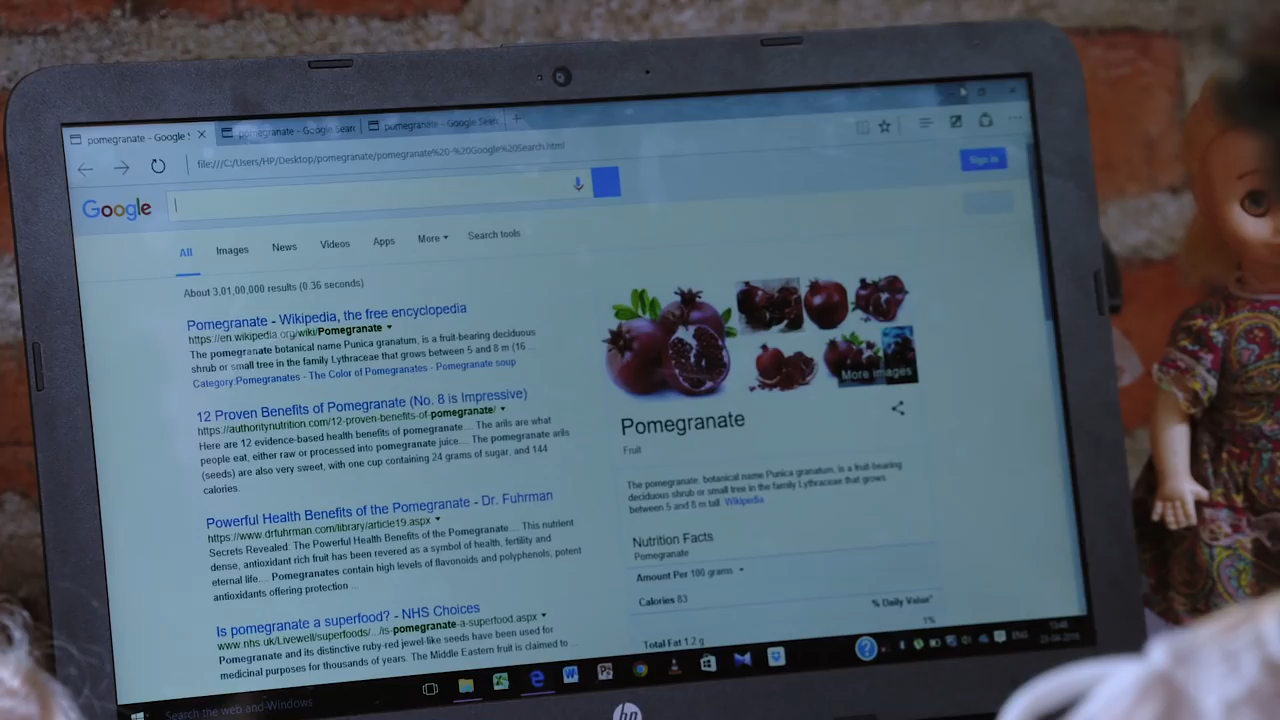 pomegranate - Google S
pomegranate - Google Searc
pomegranate - Google Searc
file:///C:/Users/HP/Desktop/pomegranate/pomegranate%20-%20Google%20Search.html
Google
Sign in
All Images News Videos Apps More Search tools
About 3,01,00,000 results (0.36 seconds)
Pomegranate - Wikipedia, the free encyclopedia
https://en.wikipedia.org/wiki/Pomegranate
The pomegranate botanical name Punica granatum, is a fruit-bearing deciduous
shrub or small tree in the family Lythraceae that grows between 5 and 8 m (16 ...
Category:Pomegranates - The Color of Pomegranates - Pomegranate soup
12 Proven Benefits of Pomegranate (No. 8 is Impressive)
https://authoritynutrition.com/12-proven-benefits-of-pomegranate/
Here are 12 evidence-based health benefits of pomegranate.... The arils are what
people eat, either raw or processed into pomegranate juice.... The pomegranate arils
(seeds) are also very sweet, with one cup containing 24 grams of sugar, and 144
calories.
Powerful Health Benefits of the Pomegranate - Dr. Fuhrman
https://www.drfuhrman.com/library/article19.aspx
Secrets Revealed: The Powerful Health Benefits of the Pomegranate.... This nutrient
dense, antioxidant rich fruit has been revered as a symbol of health, fertility and
eternal life.... Pomegranates contain high levels of flavonoids and polyphenols, potent
antioxidants offering protection ...
Is pomegranate a superfood? - NHS Choices
www.nhs.uk/Livewell/superfoods/.../is-pomegranate-a-superfood.aspx
Pomegranate and its distinctive ruby-red jewel-like seeds have been used for
medicinal purposes for thousands of years. The Middle Eastern fruit is claimed to ...
More images
Pomegranate
Fruit
The pomegranate, botanical name Punica granatum, is a fruit-bearing
deciduous shrub or small tree in the family Lythraceae that grows
between 5 and 8 m tall. Wikipedia
Nutrition Facts
Pomegranate
Amount Per 100 grams
Calories 83
% Daily Value*
Total Fat 1.2 g 1%
Search the web and Windows
ENG
hp